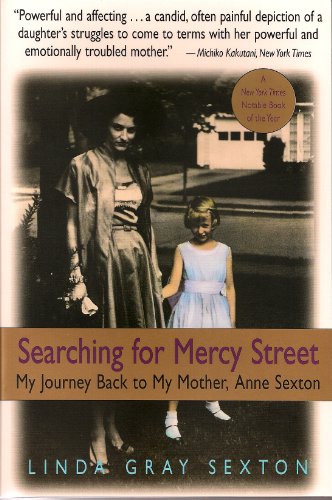 "Powerful and affecting . . . a candid, often painful depiction of a
daughter's struggles to come to terms with her powerful and
emotionally troubled mother." — Michiko Kakutani, New York Times
A
New York Times
Notable Book
of the
Year
Searching for Mercy Street
My Journey Back to My Mother, Anne Sexton
LINDA GRAY SEXTON